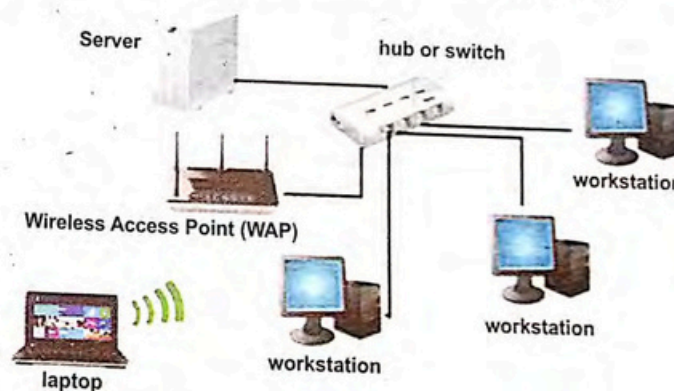 Server
hub or switch
workstation
Wireless Access Point (WAP)
workstation
workstation
laptop